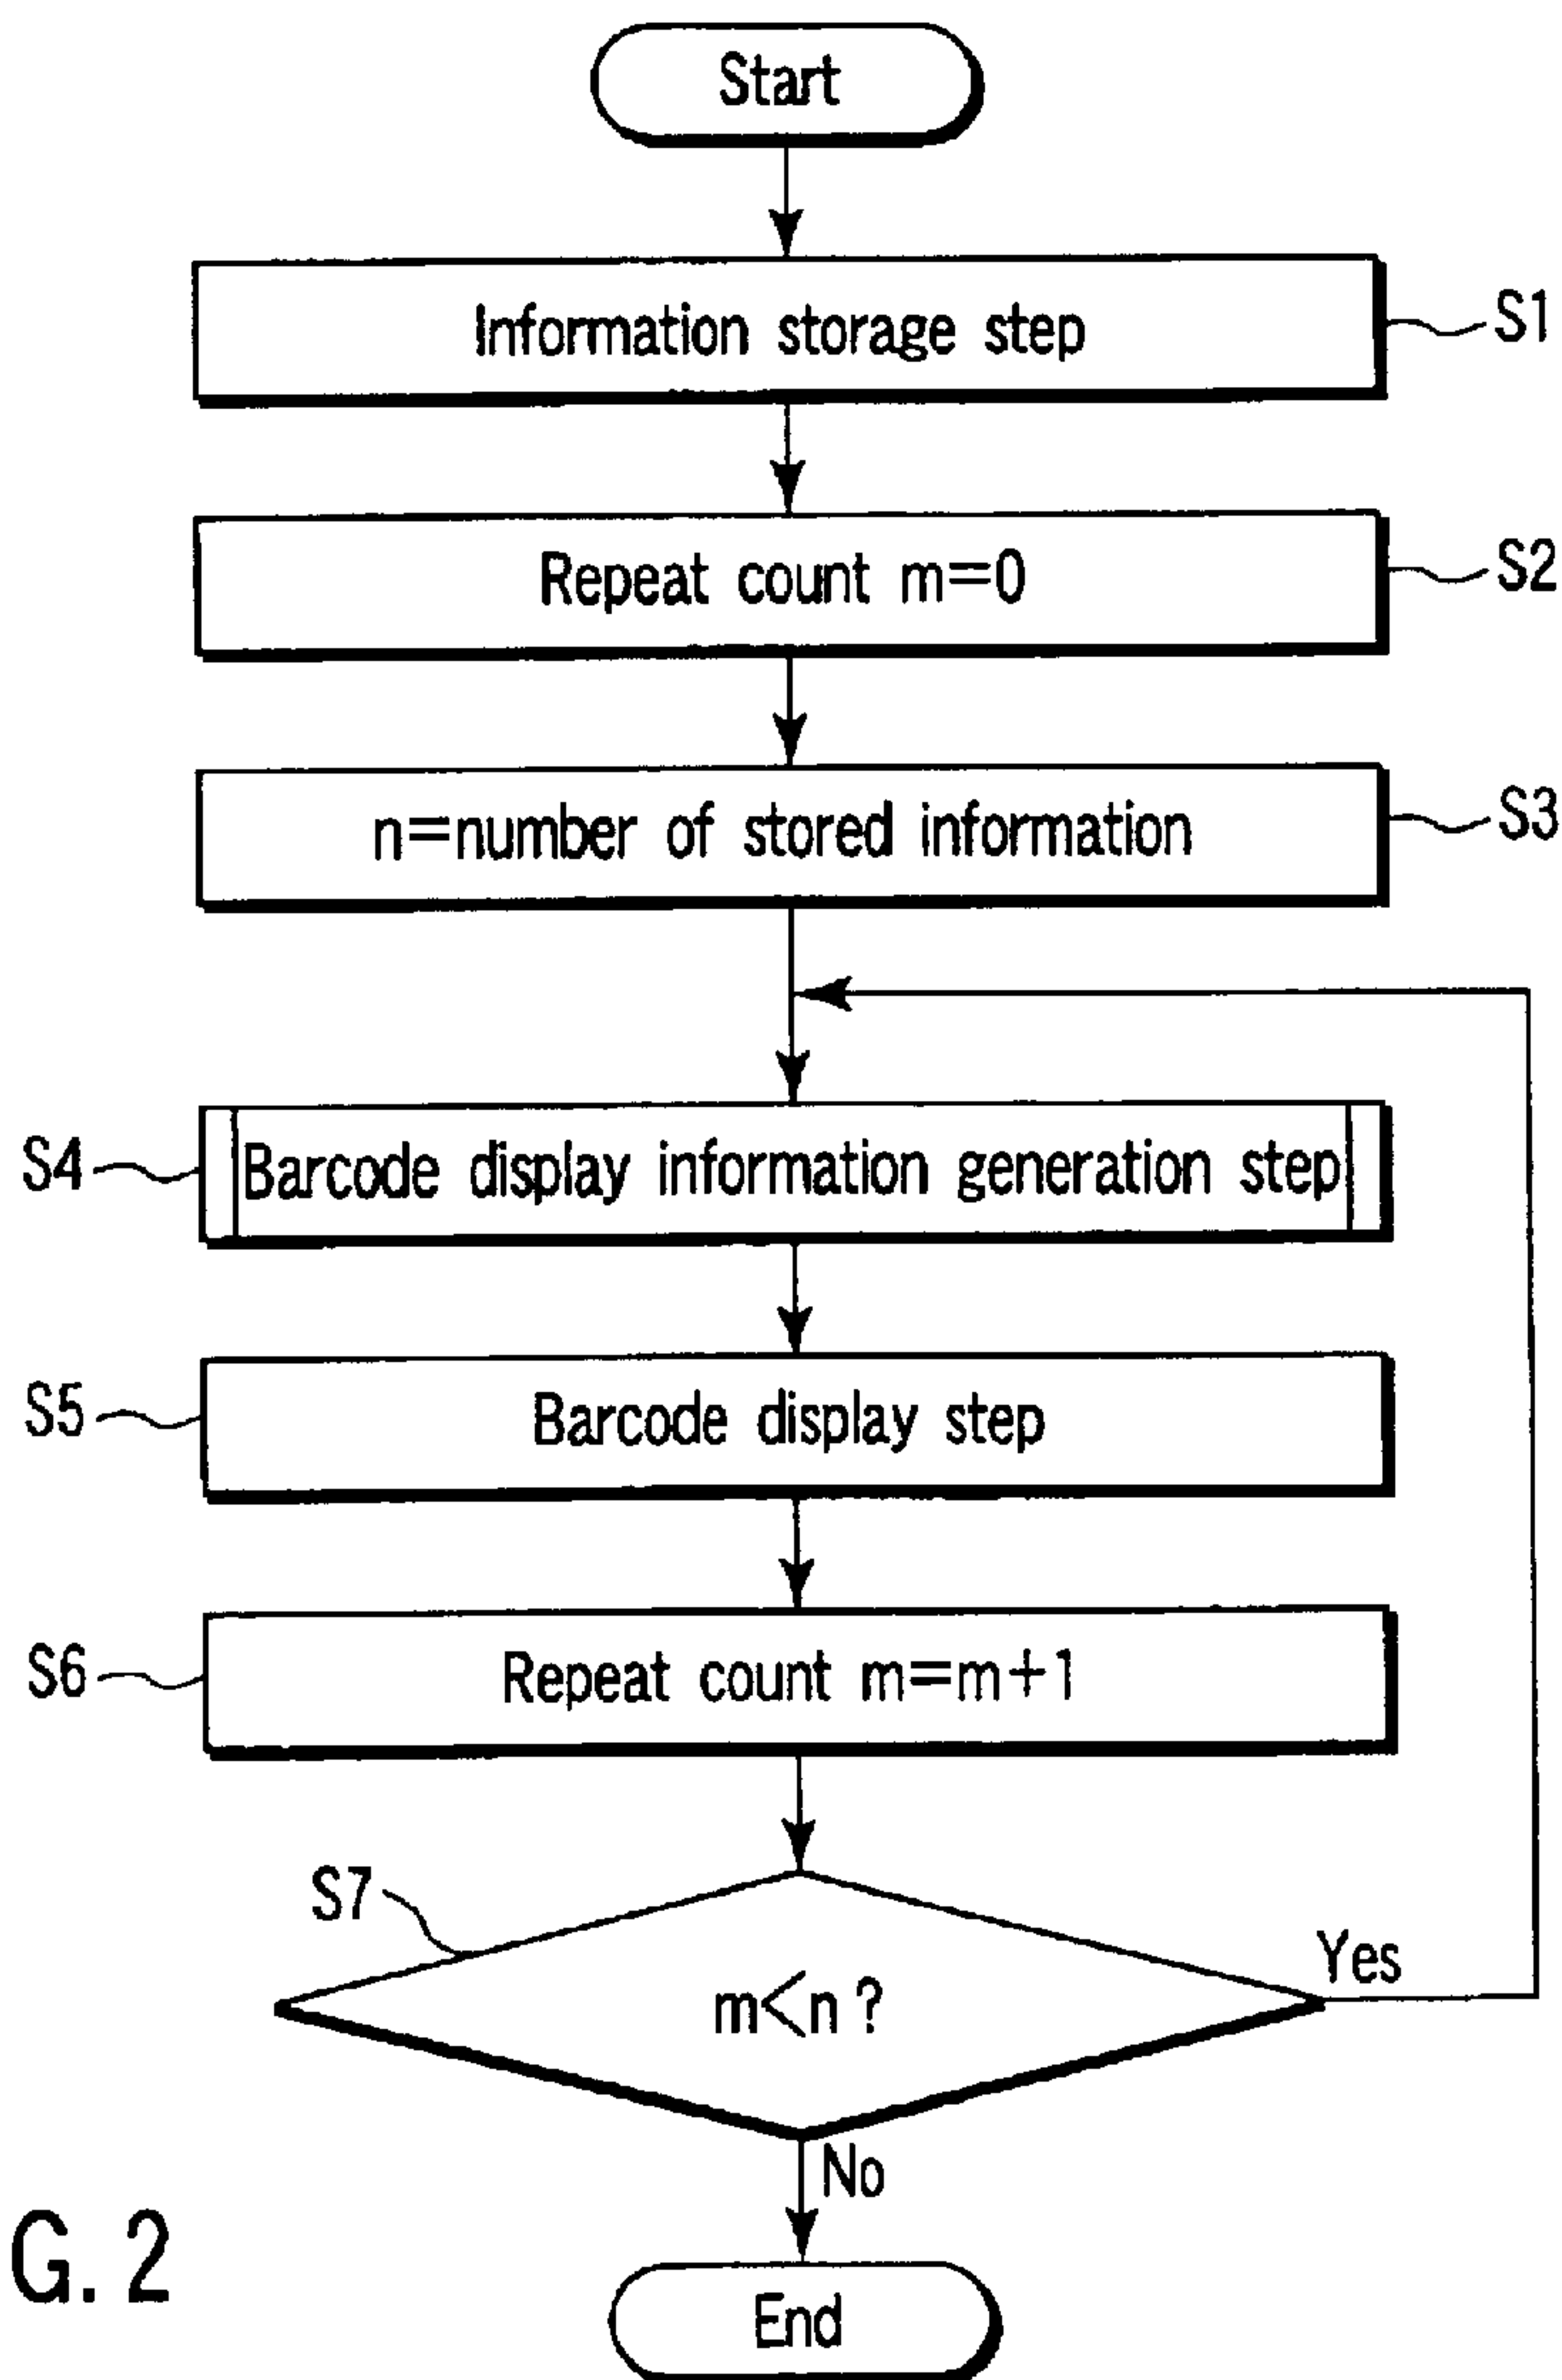 Start
Information storage step
S1
Repeat count m=0
S2
n=number of stored information
S3
S4
Barcode display information generation step
S5
Barcode display step
S6
Repeat count m=m+1
S7
m<n?
Yes
No
G. 2
End